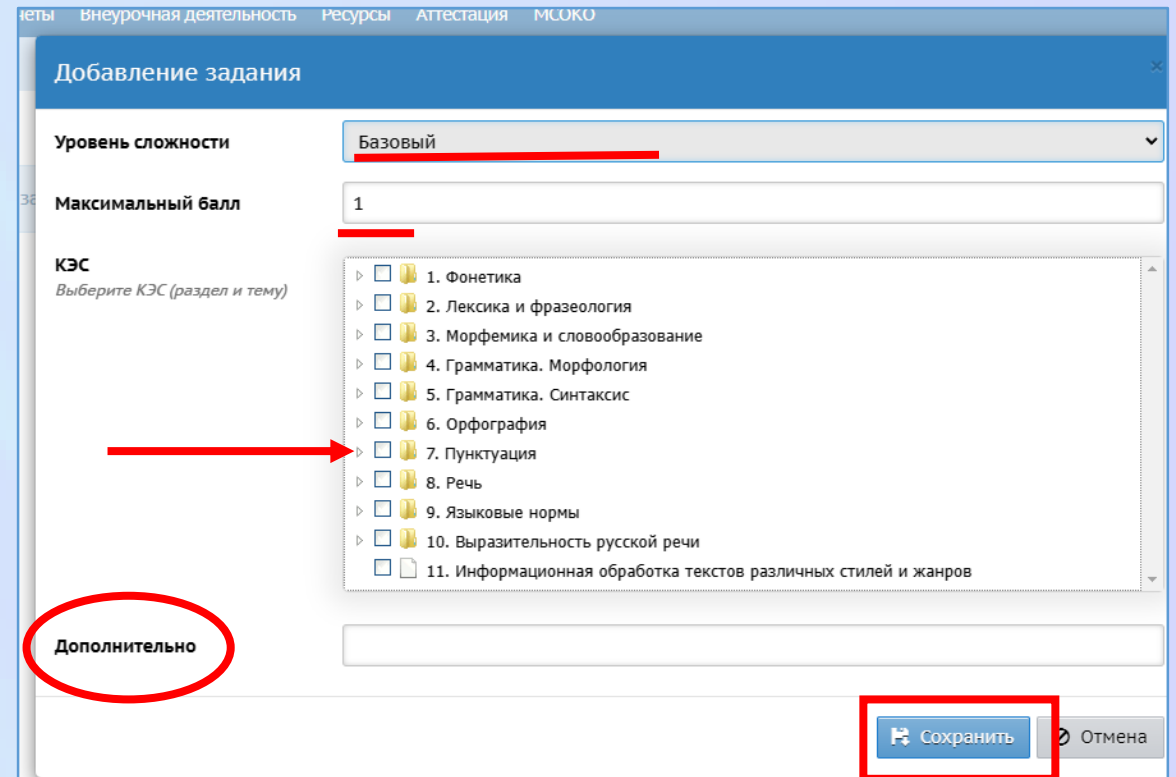 Внеурочная деятельность Ресурсы Аттестация МСОКО
Добавление задания
Уровень сложности Базовый
Максимальный балл 1
КЭС
Выберите КЭС (раздел и тему)
1. Фонетика
2. Лексика и фразеология
3. Морфемика и словообразование
4. Грамматика. Морфология
5. Грамматика. Синтаксис
6. Орфография
7. Пунктуация
8. Речь
9. Языковые нормы
10. Выразительность русской речи
11. Информационная обработка текстов различных стилей и жанров
Дополнительно
Сохранить Отмена